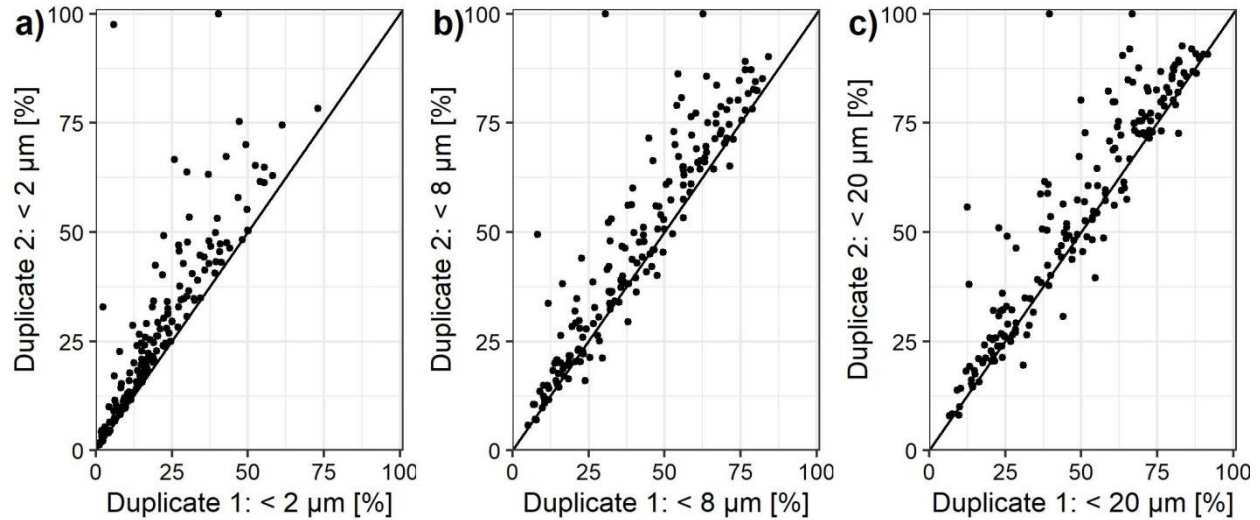 a)
Duplicate 2: < 2 µm [%]
100
75
50
25
0
0 25 50 75 100
Duplicate 1: < 2 µm [%]
b)
Duplicate 2: < 8 µm [%]
100
75
50
25
0
0 25 50 75 100
Duplicate 1: < 8 µm [%]
c)
Duplicate 2: < 20 µm [%]
100
75
50
25
0
0 25 50 75 100
Duplicate 1: < 20 µm [%]